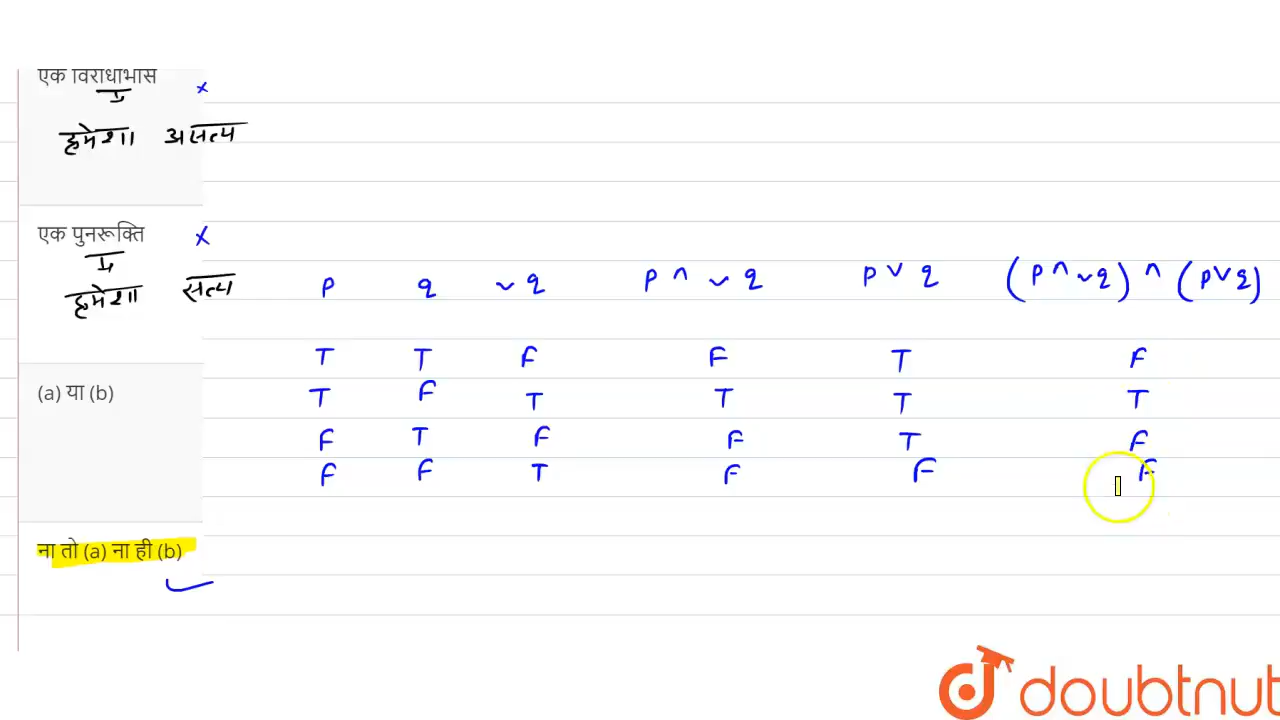 एक विरोधाभास ×
हमेशा असत्य
एक पुनरूक्ति ×
हमेशा सत्य
p q ~q p ∧ ~q p ∨ q (p ∧ ~q) ∧ (p ∨ q)
T T F F T F
(a) या (b)
T F T T T T
F T F F T F
F F T F F F
ना तो (a) ना ही (b)
doubtnut